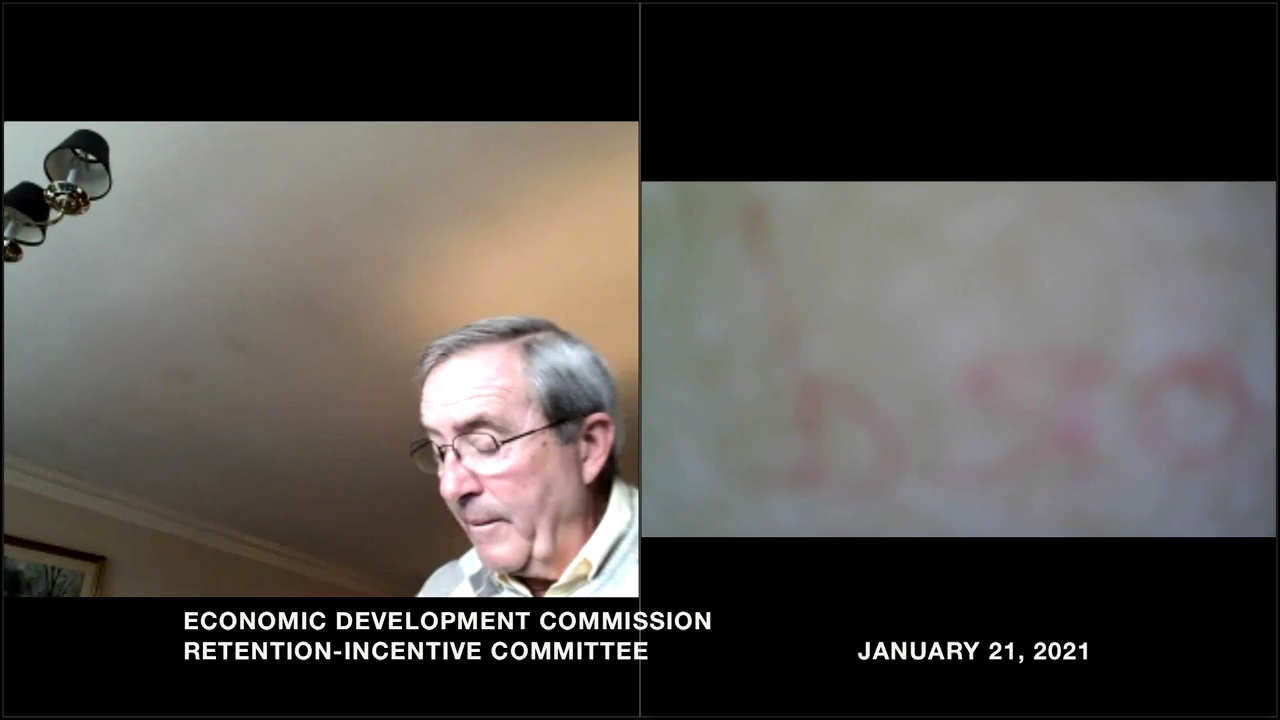 ECONOMIC DEVELOPMENT COMMISSION
RETENTION-INCENTIVE COMMITTEE
JANUARY 21, 2021